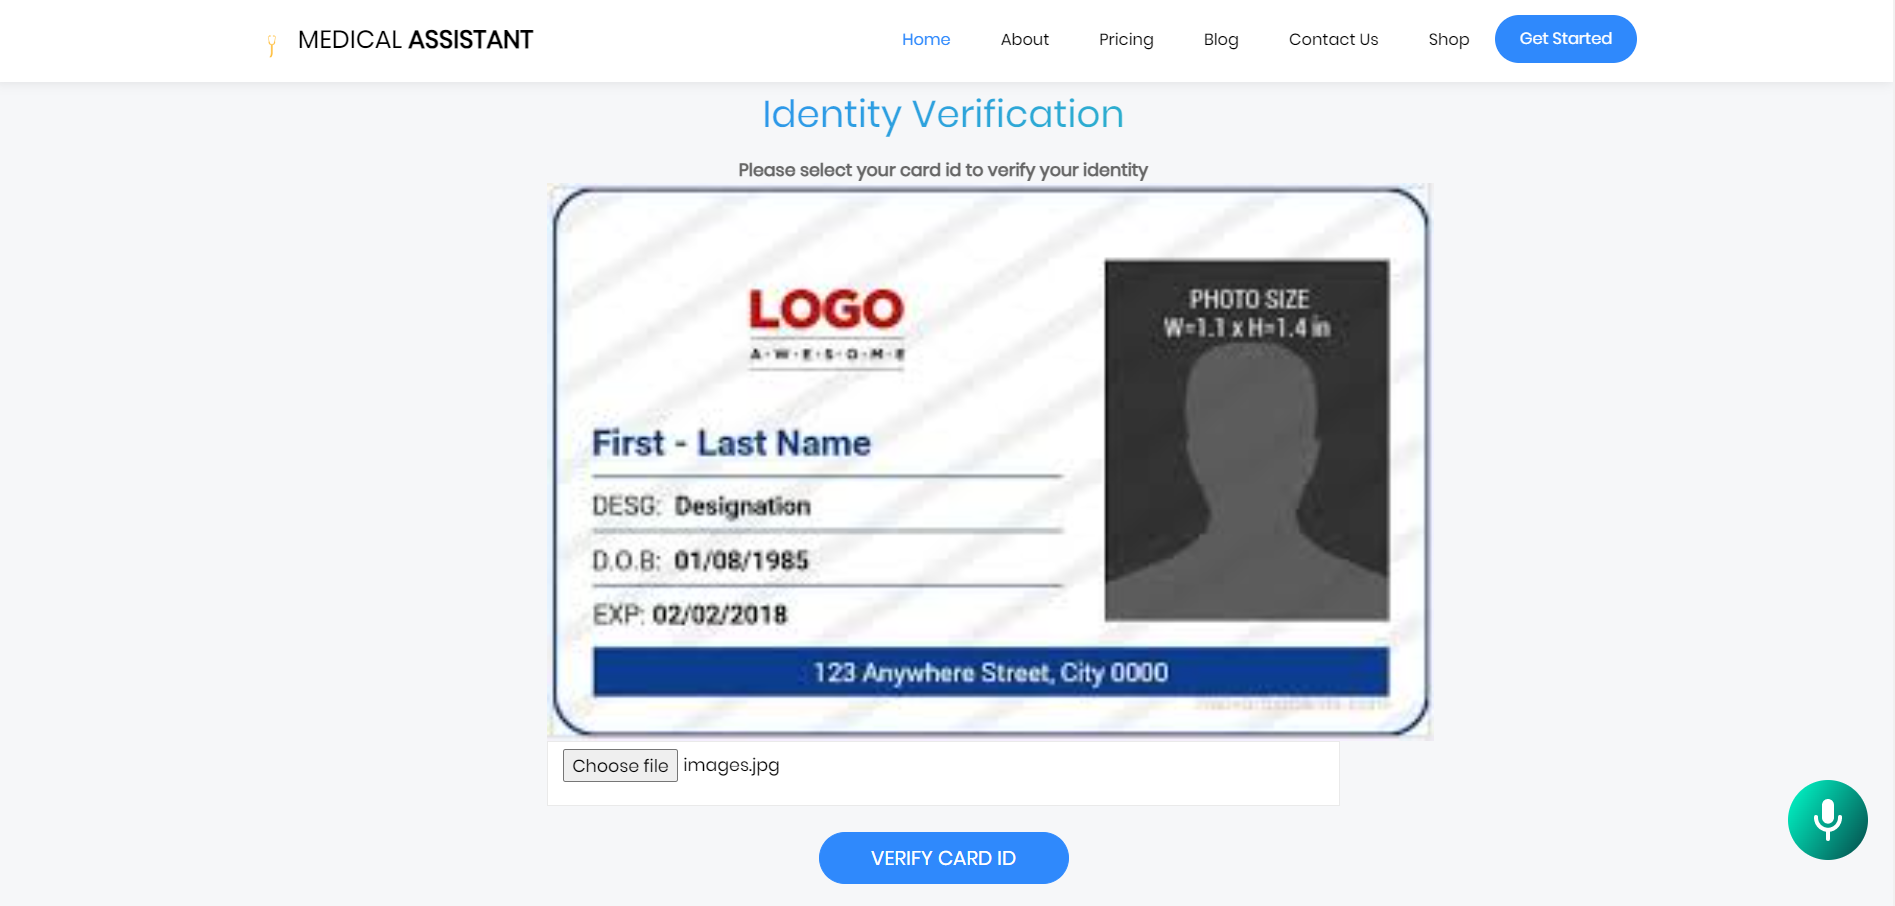 MEDICAL ASSISTANT
Home About Pricing Blog Contact Us Shop Get Started
Identity Verification
Please select your card id to verify your identity
LOGO
A·W·E·S·O·M·E
PHOTO SIZE
W=1.1 x H=1.4 in
First - Last Name
DESG: Designation
D.O.B: 01/08/1985
EXP: 02/02/2018
123 Anywhere Street, City 0000
Choose file images.jpg
VERIFY CARD ID